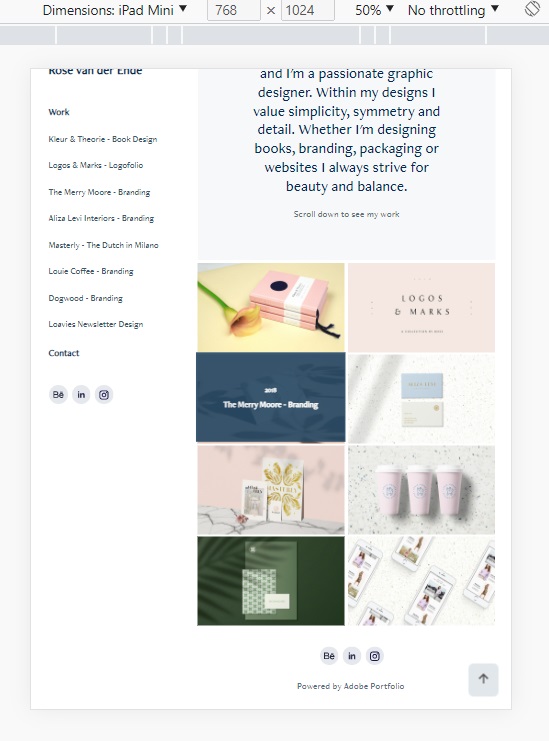 Dimensions: iPad Mini ▼ 768 × 1024 50% ▼ No throttling ▼
Rose van der Ende
Work
Kleur & Theorie - Book Design
Logos & Marks - Logofolio
The Merry Moore - Branding
Aliza Levi Interiors - Branding
Masterly - The Dutch in Milano
Louie Coffee - Branding
Dogwood - Branding
Loavies Newsletter Design
Contact
Bē in
and I'm a passionate graphic
designer. Within my designs I
value simplicity, symmetry and
detail. Whether I'm designing
books, branding, packaging or
websites I always strive for
beauty and balance.
Scroll down to see my work
LOGOS
& MARKS
2018
The Merry Moore - Branding
MASTERLY
Bē in
Powered by Adobe Portfolio